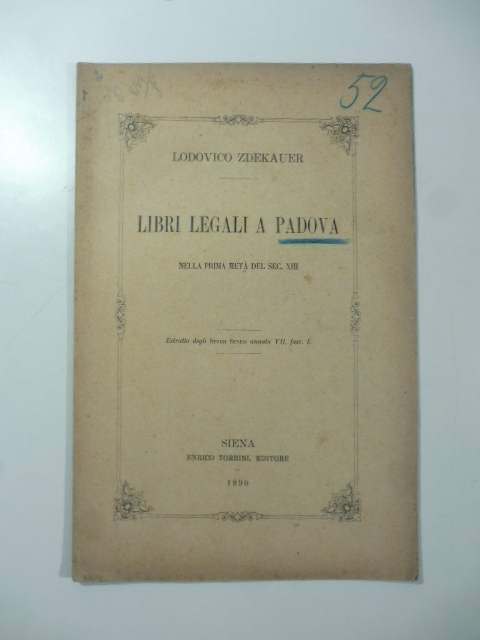 52
LODOVICO ZDEKAUER
LIBRI LEGALI A PADOVA
NELLA PRIMA METÀ DEL SEC. XIII
Estratto dagli STUDI SENESI annata VII, fasc. 1.
SIENA
ENRICO TORRINI, EDITORE
1890